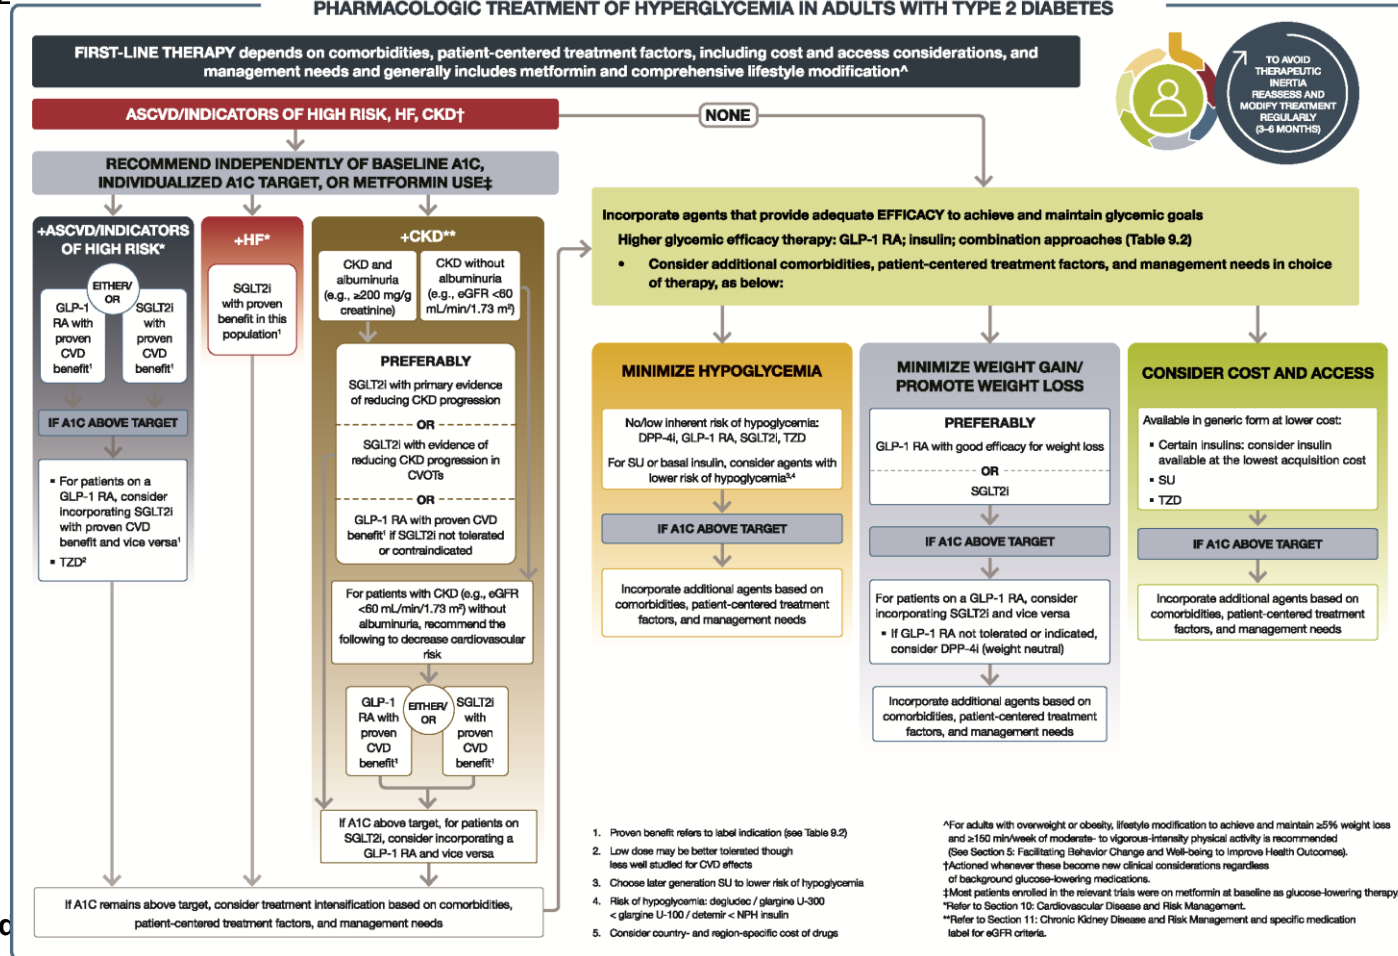 PHARMACOLOGIC TREATMENT OF HYPERGLYCEMIA IN ADULTS WITH TYPE 2 DIABETES
FIRST-LINE THERAPY depends on comorbidities, patient-centered treatment factors, including cost and access considerations, and
management needs and generally includes metformin and comprehensive lifestyle modification^
TO AVOID
THERAPEUTIC
INERTIA
REASSESS AND
MODIFY TREATMENT
REGULARLY
(3–6 MONTHS)
ASCVD/INDICATORS OF HIGH RISK, HF, CKD†
NONE
RECOMMEND INDEPENDENTLY OF BASELINE A1C,
INDIVIDUALIZED A1C TARGET, OR METFORMIN USE‡
+ASCVD/INDICATORS
OF HIGH RISK*
EITHER/
OR
GLP-1
RA with
proven
CVD
benefit¹
SGLT2i
with
proven
CVD
benefit¹
IF A1C ABOVE TARGET
▪ For patients on a
GLP-1 RA, consider
incorporating SGLT2i
with proven CVD
benefit and vice versa¹
▪ TZD²
+HF*
SGLT2i
with proven
benefit in this
population¹
+CKD**
CKD and
albuminuria
(e.g., ≥200 mg/g
creatinine)
CKD without
albuminuria
(e.g., eGFR <60
mL/min/1.73 m²)
PREFERABLY
SGLT2i with primary evidence
of reducing CKD progression
OR
SGLT2i with evidence of
reducing CKD progression in
CVOTs
OR
GLP-1 RA with proven CVD
benefit¹ if SGLT2i not tolerated
or contraindicated
For patients with CKD (e.g., eGFR
<60 mL/min/1.73 m²) without
albuminuria, recommend the
following to decrease cardiovascular
risk
GLP-1
RA with
proven
CVD
benefit¹
EITHER/
OR
SGLT2i
with
proven
CVD
benefit¹
If A1C above target, for patients on
SGLT2i, consider incorporating a
GLP-1 RA and vice versa
If A1C remains above target, consider treatment intensification based on comorbidities,
patient-centered treatment factors, and management needs
Incorporate agents that provide adequate EFFICACY to achieve and maintain glycemic goals
Higher glycemic efficacy therapy: GLP-1 RA; insulin; combination approaches (Table 9.2)
• Consider additional comorbidities, patient-centered treatment factors, and management needs in choice
of therapy, as below:
MINIMIZE HYPOGLYCEMIA
No/low inherent risk of hypoglycemia:
DPP-4i, GLP-1 RA, SGLT2i, TZD
For SU or basal insulin, consider agents with
lower risk of hypoglycemia³,⁴
IF A1C ABOVE TARGET
Incorporate additional agents based on
comorbidities, patient-centered treatment
factors, and management needs
MINIMIZE WEIGHT GAIN/
PROMOTE WEIGHT LOSS
PREFERABLY
GLP-1 RA with good efficacy for weight loss
OR
SGLT2i
IF A1C ABOVE TARGET
For patients on a GLP-1 RA, consider
incorporating SGLT2i and vice versa
▪ If GLP-1 RA not tolerated or indicated,
consider DPP-4i (weight neutral)
Incorporate additional agents based on
comorbidities, patient-centered treatment
factors, and management needs
CONSIDER COST AND ACCESS
Available in generic form at lower cost:
▪ Certain insulins: consider insulin
available at the lowest acquisition cost
▪ SU
▪ TZD
IF A1C ABOVE TARGET
Incorporate additional agents based on
comorbidities, patient-centered treatment
factors, and management needs
1. Proven benefit refers to label indication (see Table 9.2)
2. Low dose may be better tolerated though
less well studied for CVD effects
3. Choose later generation SU to lower risk of hypoglycemia
4. Risk of hypoglycemia: degludec / glargine U-300
< glargine U-100 / detemir < NPH insulin
5. Consider country- and region-specific cost of drugs
^For adults with overweight or obesity, lifestyle modification to achieve and maintain ≥5% weight loss
and ≥150 min/week of moderate- to vigorous-intensity physical activity is recommended
(See Section 5: Facilitating Behavior Change and Well-being to Improve Health Outcomes).
†Actioned whenever these become new clinical considerations regardless
of background glucose-lowering medications.
‡Most patients enrolled in the relevant trials were on metformin at baseline as glucose-lowering therapy.
*Refer to Section 10: Cardiovascular Disease and Risk Management.
**Refer to Section 11: Chronic Kidney Disease and Risk Management and specific medication
label for eGFR criteria.